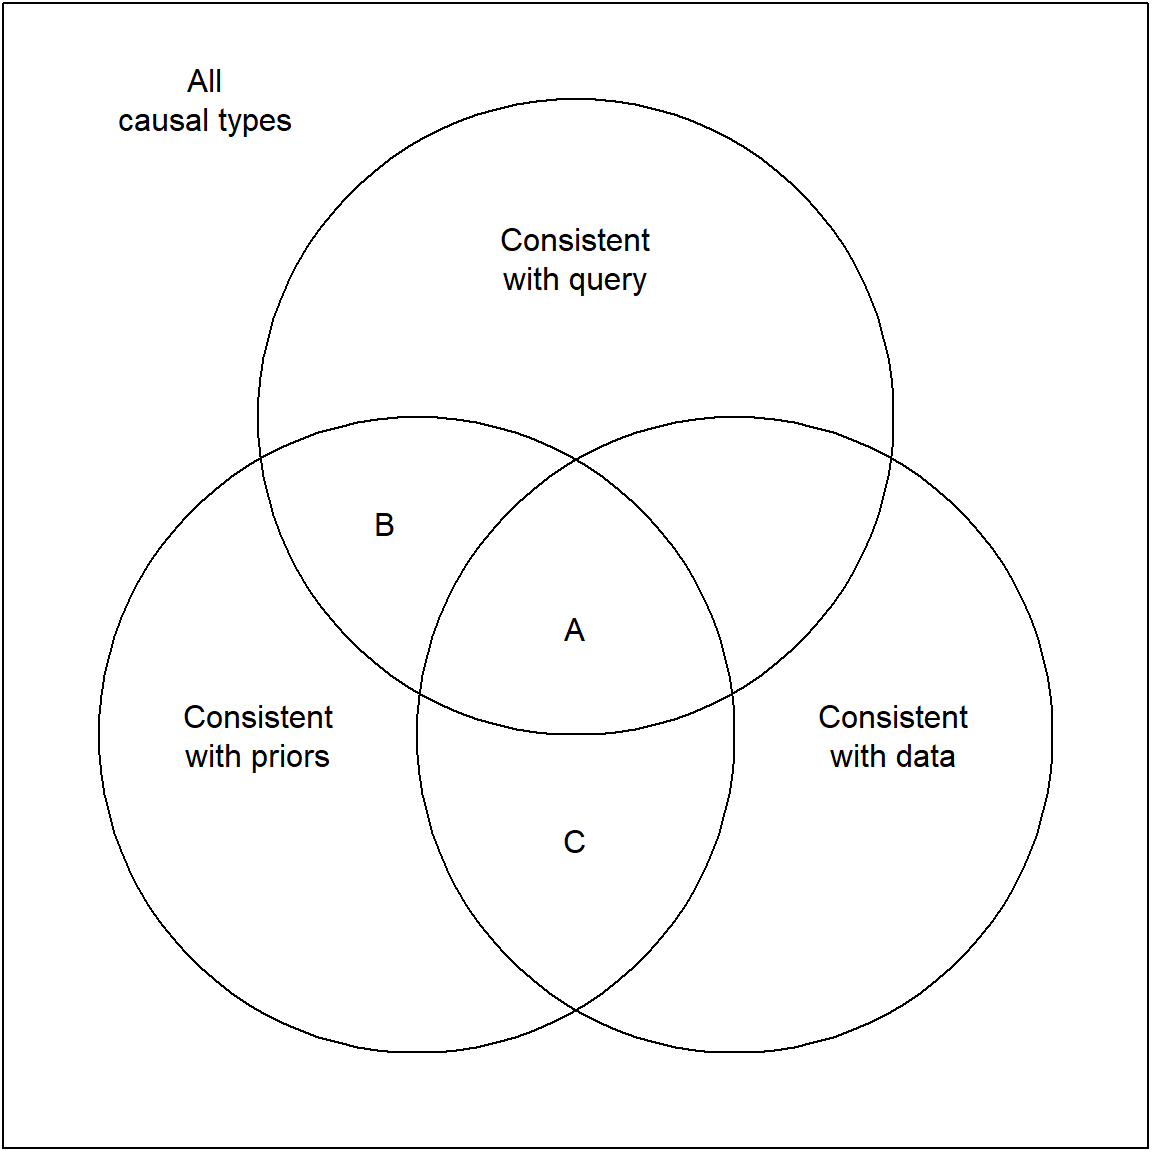 All
causal types
Consistent
with query
B
A
Consistent
with priors
Consistent
with data
C